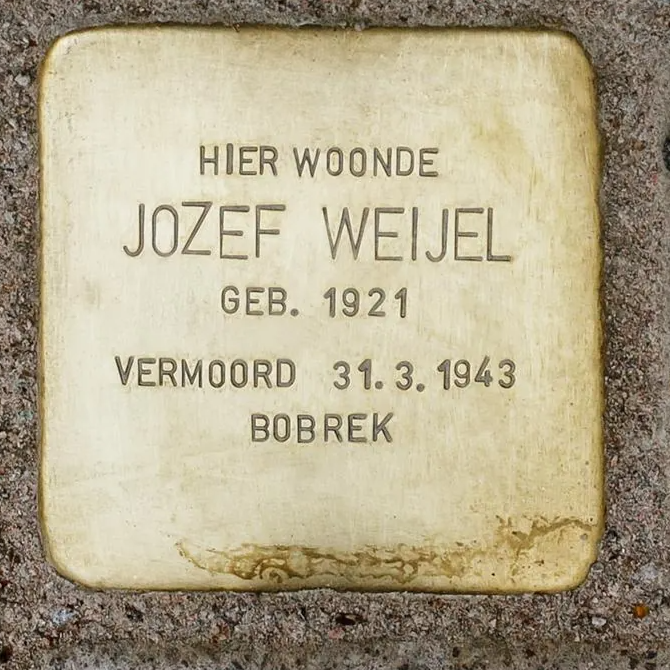 HIER WOONDE
JOZEF WEIJEL
GEB. 1921
VERMOORD 31.3.1943
BOBREK